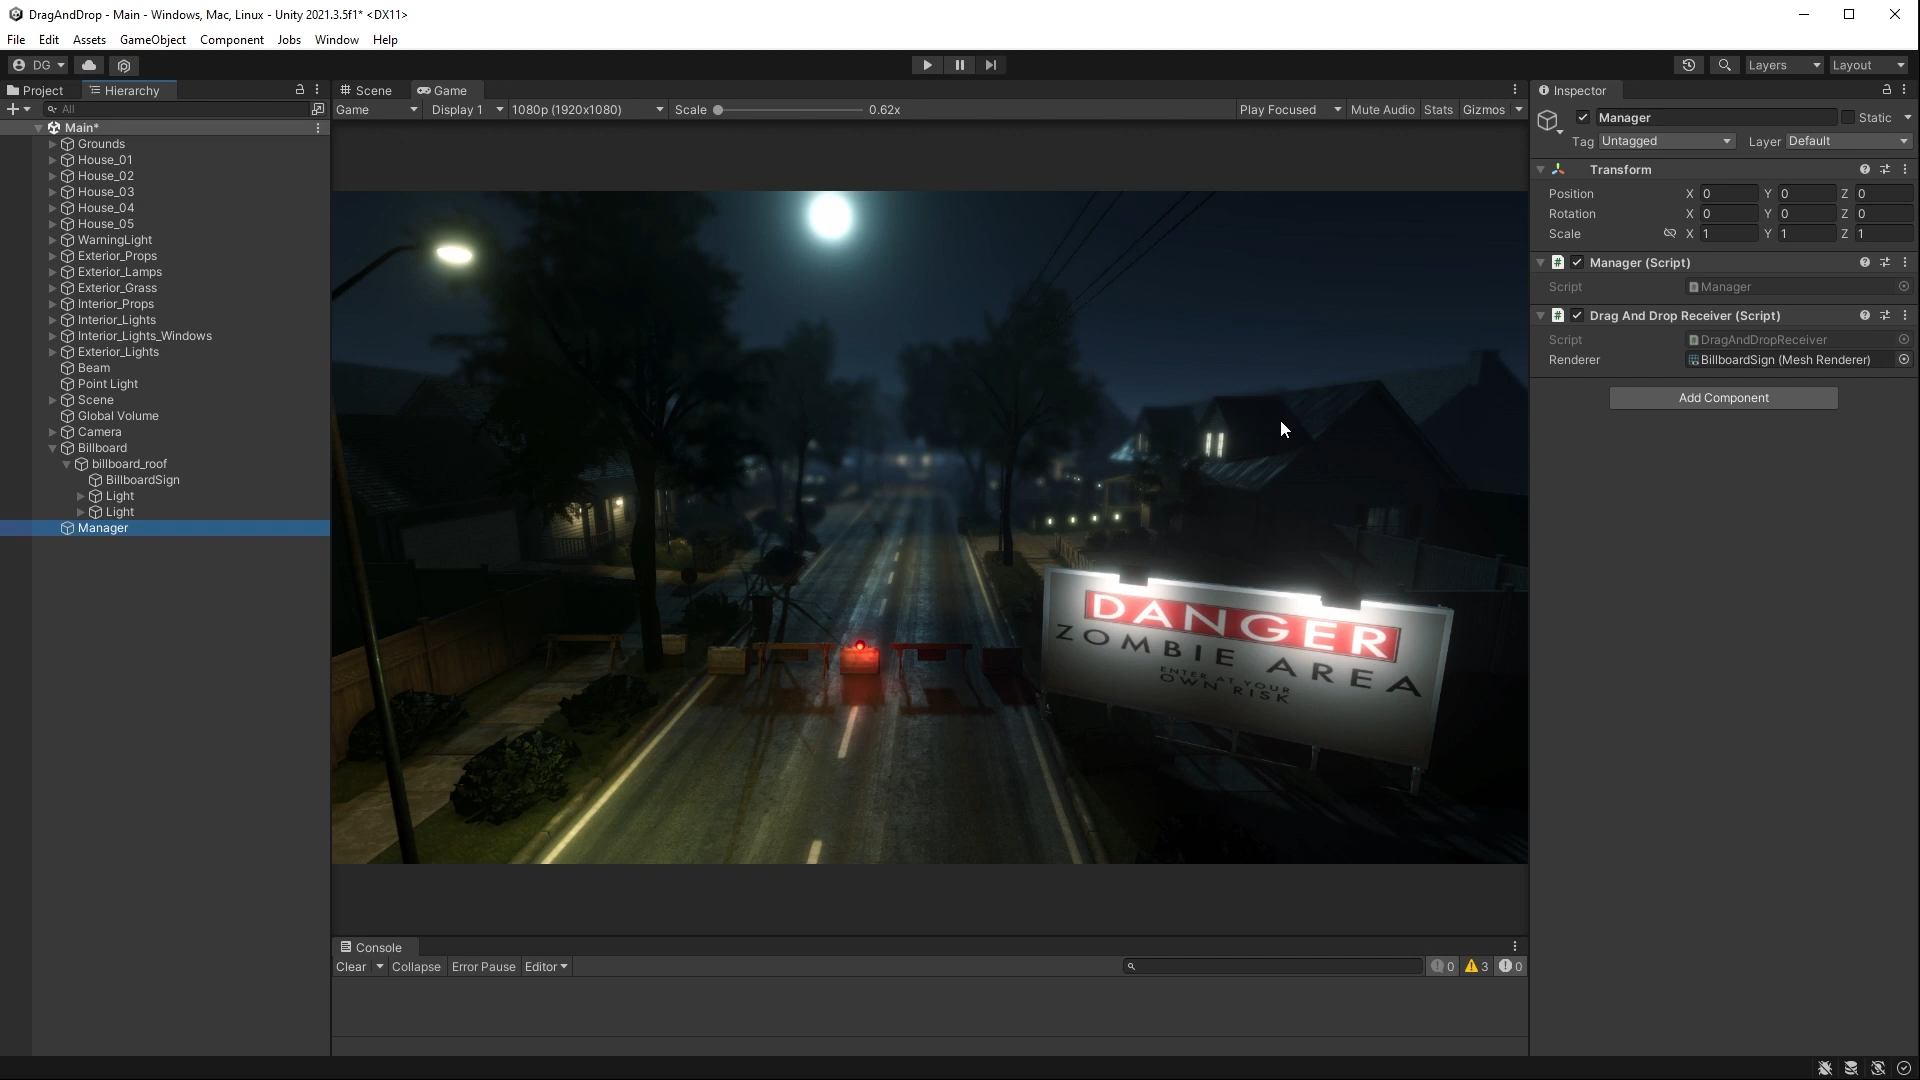 DragAndDrop - Main - Windows, Mac, Linux - Unity 2021.3.5f1* <DX11>
File Edit Assets GameObject Component Jobs Window Help
DG Layers Layout
Project Hierarchy
All
Main*
Grounds
House_01
House_02
House_03
House_04
House_05
WarningLight
Exterior_Props
Exterior_Lamps
Exterior_Grass
Interior_Props
Interior_Lights
Interior_Lights_Windows
Exterior_Lights
Beam
Point Light
Scene
Global Volume
Camera
Billboard
billboard_roof
BillboardSign
Light
Light
Manager
Scene Game
Game Display 1 1080p (1920x1080) Scale 0.62x Play Focused Mute Audio Stats Gizmos
DANGER
ZOMBIE AREA
ENTER AT YOUR
OWN RISK
Console
Clear Collapse Error Pause Editor 0 3 0
Inspector
Manager Static
Tag Untagged Layer Default
Transform
Position X 0 Y 0 Z 0
Rotation X 0 Y 0 Z 0
Scale X 1 Y 1 Z 1
Manager (Script)
Script Manager
Drag And Drop Receiver (Script)
Script DragAndDropReceiver
Renderer BillboardSign (Mesh Renderer)
Add Component